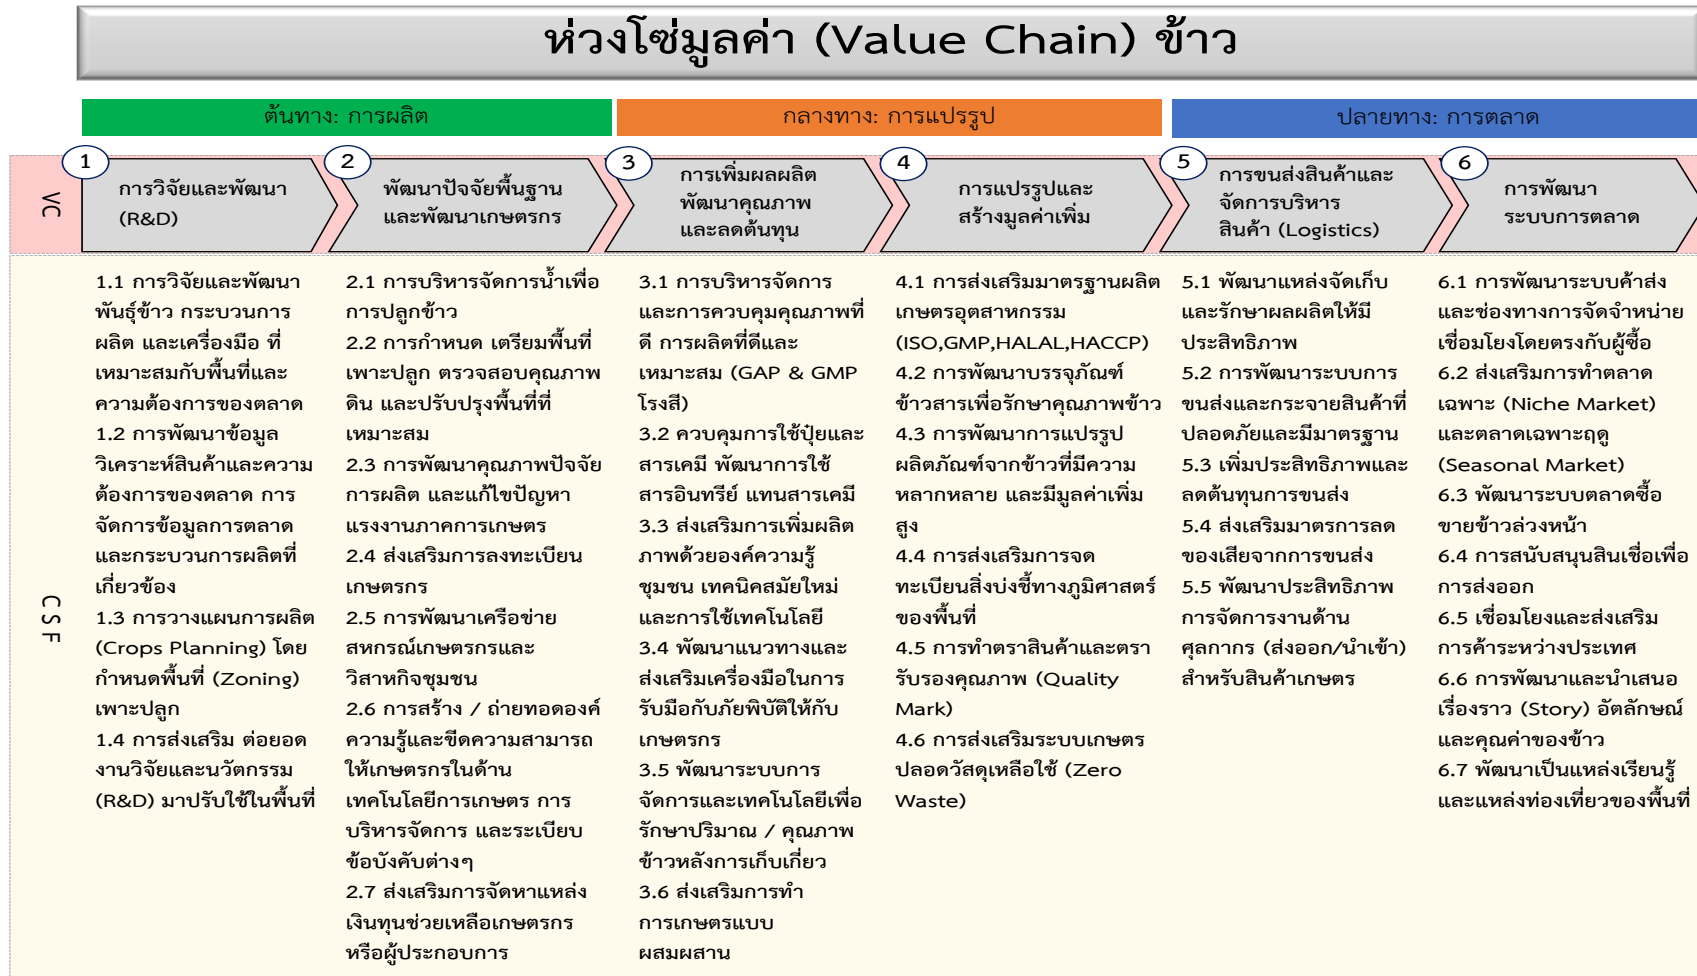 ห่วงโซ่มูลค่า (Value Chain) ข้าว
ต้นทาง: การผลิต
กลางทาง: การแปรรูป
ปลายทาง: การตลาด
VC
1
การวิจัยและพัฒนา
(R&D)
2
พัฒนาปัจจัยพื้นฐาน
และพัฒนาเกษตรกร
3
การเพิ่มผลผลิต
พัฒนาคุณภาพ
และลดต้นทุน
4
การแปรรูปและ
สร้างมูลค่าเพิ่ม
5
การขนส่งสินค้าและ
จัดการบริหาร
สินค้า (Logistics)
6
การพัฒนา
ระบบการตลาด
CSF
1.1 การวิจัยและพัฒนา
พันธุ์ข้าว กระบวนการ
ผลิต และเครื่องมือ ที่
เหมาะสมกับพื้นที่และ
ความต้องการของตลาด
1.2 การพัฒนาข้อมูล
วิเคราะห์สินค้าและความ
ต้องการของตลาด การ
จัดการข้อมูลการตลาด
และกระบวนการผลิตที่
เกี่ยวข้อง
1.3 การวางแผนการผลิต
(Crops Planning) โดย
กำหนดพื้นที่ (Zoning)
เพาะปลูก
1.4 การส่งเสริม ต่อยอด
งานวิจัยและนวัตกรรม
(R&D) มาปรับใช้ในพื้นที่
2.1 การบริหารจัดการน้ำเพื่อ
การปลูกข้าว
2.2 การกำหนด เตรียมพื้นที่
เพาะปลูก ตรวจสอบคุณภาพ
ดิน และปรับปรุงพื้นที่ที่
เหมาะสม
2.3 การพัฒนาคุณภาพปัจจัย
การผลิต และแก้ไขปัญหา
แรงงานภาคการเกษตร
2.4 ส่งเสริมการลงทะเบียน
เกษตรกร
2.5 การพัฒนาเครือข่าย
สหกรณ์เกษตรกรและ
วิสาหกิจชุมชน
2.6 การสร้าง / ถ่ายทอดองค์
ความรู้และขีดความสามารถ
ให้เกษตรกรในด้าน
เทคโนโลยีการเกษตร การ
บริหารจัดการ และระเบียบ
ข้อบังคับต่างๆ
2.7 ส่งเสริมการจัดหาแหล่ง
เงินทุนช่วยเหลือเกษตรกร
หรือผู้ประกอบการ
3.1 การบริหารจัดการ
และการควบคุมคุณภาพที่
ดี การผลิตที่ดีและ
เหมาะสม (GAP & GMP
โรงสี)
3.2 ควบคุมการใช้ปุ๋ยและ
สารเคมี พัฒนาการใช้
สารอินทรีย์ แทนสารเคมี
3.3 ส่งเสริมการเพิ่มผลิต
ภาพด้วยองค์ความรู้
ชุมชน เทคนิคสมัยใหม่
และการใช้เทคโนโลยี
3.4 พัฒนาแนวทางและ
ส่งเสริมเครื่องมือในการ
รับมือกับภัยพิบัติให้กับ
เกษตรกร
3.5 พัฒนาระบบการ
จัดการและเทคโนโลยีเพื่อ
รักษาปริมาณ / คุณภาพ
ข้าวหลังการเก็บเกี่ยว
3.6 ส่งเสริมการทำ
การเกษตรแบบ
ผสมผสาน
4.1 การส่งเสริมมาตรฐานผลิต
เกษตรอุตสาหกรรม
(ISO,GMP,HALAL,HACCP)
4.2 การพัฒนาบรรจุภัณฑ์
ข้าวสารเพื่อรักษาคุณภาพข้าว
4.3 การพัฒนาการแปรรูป
ผลิตภัณฑ์จากข้าวที่มีความ
หลากหลาย และมีมูลค่าเพิ่ม
สูง
4.4 การส่งเสริมการจด
ทะเบียนสิ่งบ่งชี้ทางภูมิศาสตร์
ของพื้นที่
4.5 การทำตราสินค้าและตรา
รับรองคุณภาพ (Quality
Mark)
4.6 การส่งเสริมระบบเกษตร
ปลอดวัสดุเหลือใช้ (Zero
Waste)
5.1 พัฒนาแหล่งจัดเก็บ
และรักษาผลผลิตให้มี
ประสิทธิภาพ
5.2 การพัฒนาระบบการ
ขนส่งและกระจายสินค้าที่
ปลอดภัยและมีมาตรฐาน
5.3 เพิ่มประสิทธิภาพและ
ลดต้นทุนการขนส่ง
5.4 ส่งเสริมมาตรการลด
ของเสียจากการขนส่ง
5.5 พัฒนาประสิทธิภาพ
การจัดการงานด้าน
ศุลกากร (ส่งออก/นำเข้า)
สำหรับสินค้าเกษตร
6.1 การพัฒนาระบบค้าส่ง
และช่องทางการจัดจำหน่าย
เชื่อมโยงโดยตรงกับผู้ซื้อ
6.2 ส่งเสริมการทำตลาด
เฉพาะ (Niche Market)
และตลาดเฉพาะฤดู
(Seasonal Market)
6.3 พัฒนาระบบตลาดซื้อ
ขายข้าวล่วงหน้า
6.4 การสนับสนุนสินเชื่อเพื่อ
การส่งออก
6.5 เชื่อมโยงและส่งเสริม
การค้าระหว่างประเทศ
6.6 การพัฒนาและนำเสนอ
เรื่องราว (Story) อัตลักษณ์
และคุณค่าของข้าว
6.7 พัฒนาเป็นแหล่งเรียนรู้
และแหล่งท่องเที่ยวของพื้นที่